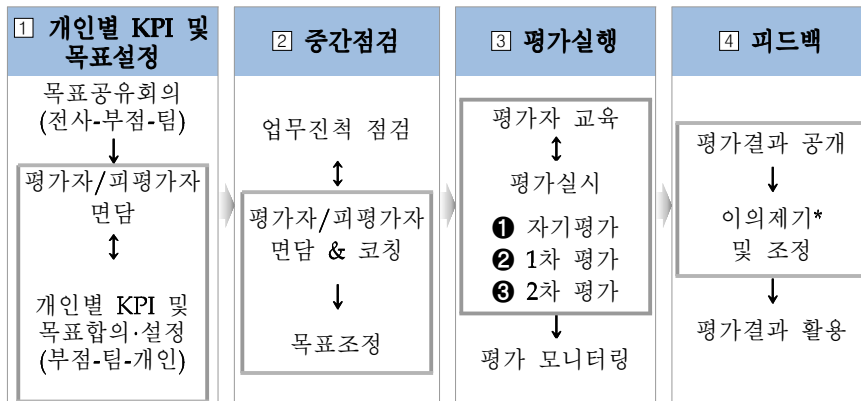 1 개인별 KPI 및
목표설정
목표공유회의
(전사-부점-팀)
↓
평가자/피평가자
면담
↕
개인별 KPI 및
목표합의·설정
(부점-팀-개인)
2 중간점검
업무진척 점검
↕
평가자/피평가자
면담 & 코칭
↓
목표조정
3 평가실행
평가자 교육
↕
평가실시
❶ 자기평가
❷ 1차 평가
❸ 2차 평가
↓
평가 모니터링
4 피드백
평가결과 공개
↓
이의제기*
및 조정
↓
평가결과 활용